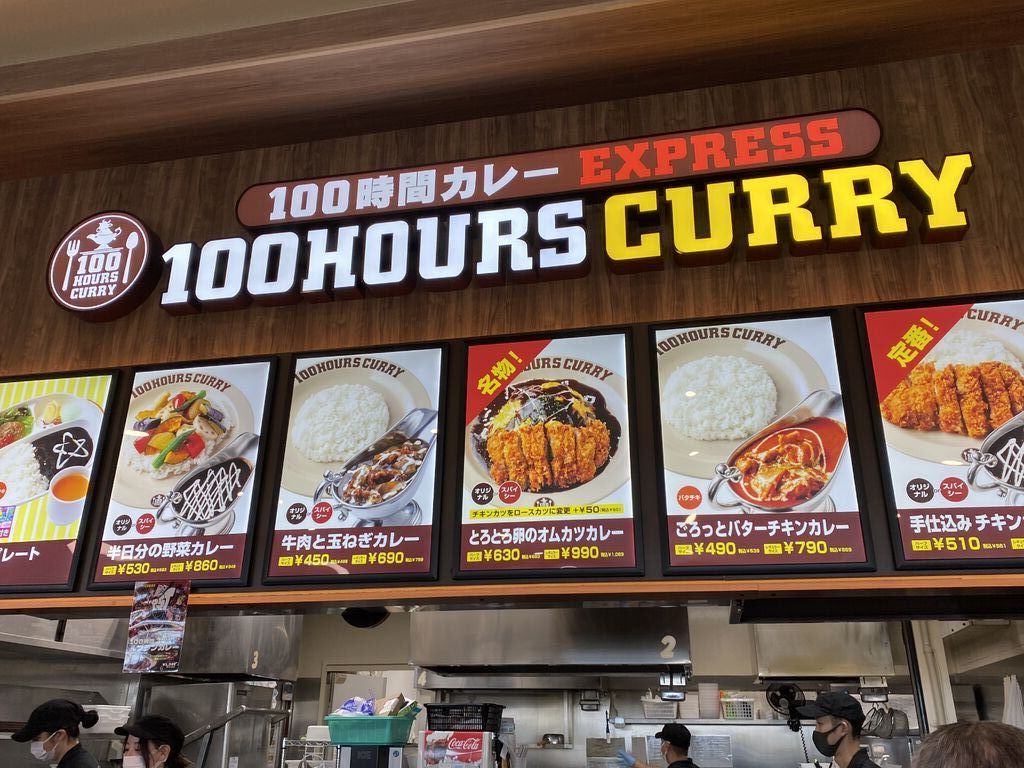 100時間カレー EXPRESS
100HOURS CURRY
100
HOURS
CURRY
プレート
100HOURS CURRY
オリジナル
スパイシー
半日分の野菜カレー
¥530
¥860
100HOURS CURRY
オリジナル
スパイシー
牛肉と玉ねぎカレー
¥450
¥690
名物!
HOURS CURRY
オリジナル
スパイシー
チキンカツをロースカツに変更 +¥50
とろとろ卵のオムカツカレー
¥630
¥990
100HOURS CURRY
バタチキ
ごろっとバターチキンカレー
¥490
¥790
定番!
CURRY
オリジナル
スパイシー
手仕込み チキン
¥510
3
2
Coca-Cola